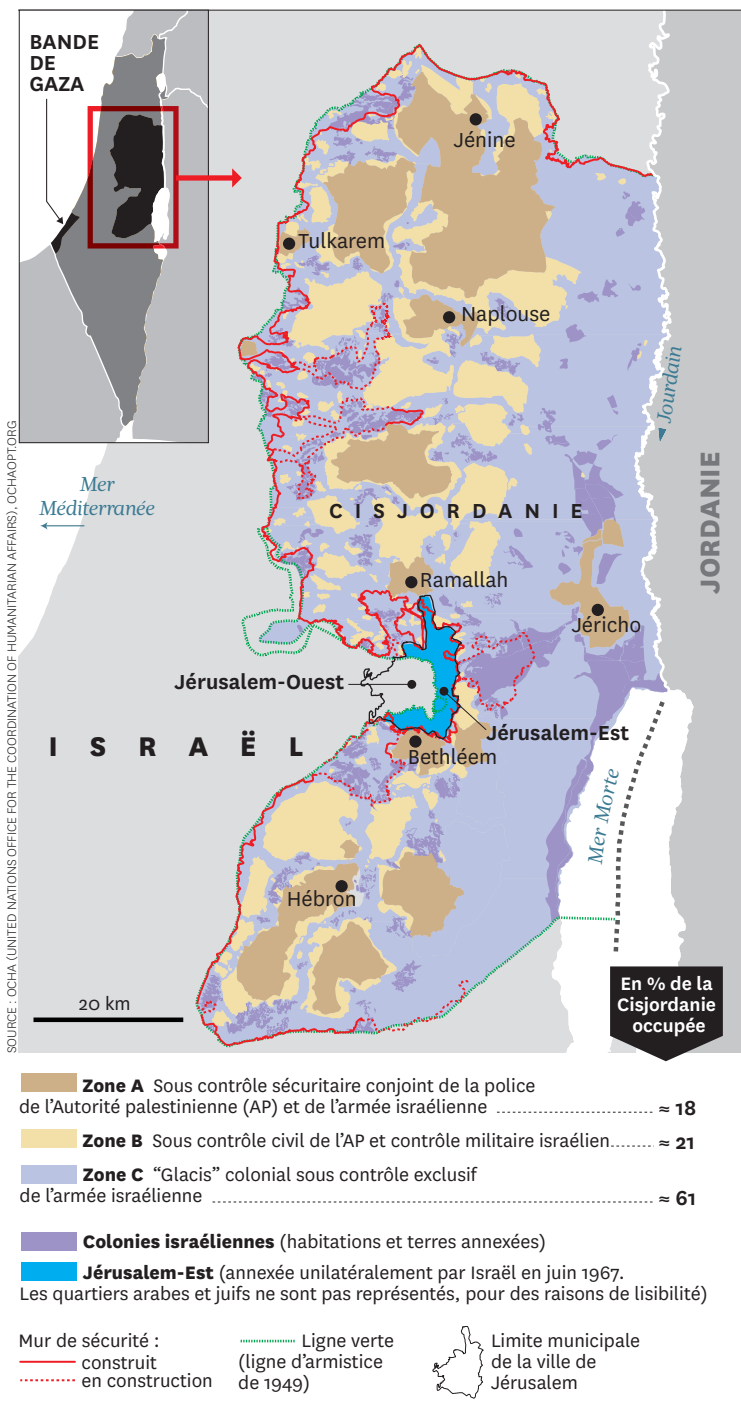 BANDE
DE
GAZA
Jénine
Tulkarem
Naplouse
Jourdain
Mer
Méditerranée
CISJORDANIE
JORDANIE
Ramallah
Jéricho
Jérusalem-Ouest
Jérusalem-Est
ISRAËL
Bethléem
Mer Morte
Hébron
20 km
SOURCE : OCHA (UNITED NATIONS OFFICE FOR THE COORDINATION OF HUMANITARIAN AFFAIRS), OCHAOPT.ORG
En % de la
Cisjordanie
occupée
Zone A Sous contrôle sécuritaire conjoint de la police
de l’Autorité palestinienne (AP) et de l’armée israélienne ........................ ≈ 18
Zone B Sous contrôle civil de l’AP et contrôle militaire israélien....... ≈ 21
Zone C “Glacis” colonial sous contrôle exclusif
de l’armée israélienne ........................ ≈ 61
Colonies israéliennes (habitations et terres annexées)
Jérusalem-Est (annexée unilatéralement par Israël en juin 1967.
Les quartiers arabes et juifs ne sont pas représentés, pour des raisons de lisibilité)
Mur de sécurité :
construit
en construction
Ligne verte
(ligne d’armistice
de 1949)
Limite municipale
de la ville de
Jérusalem